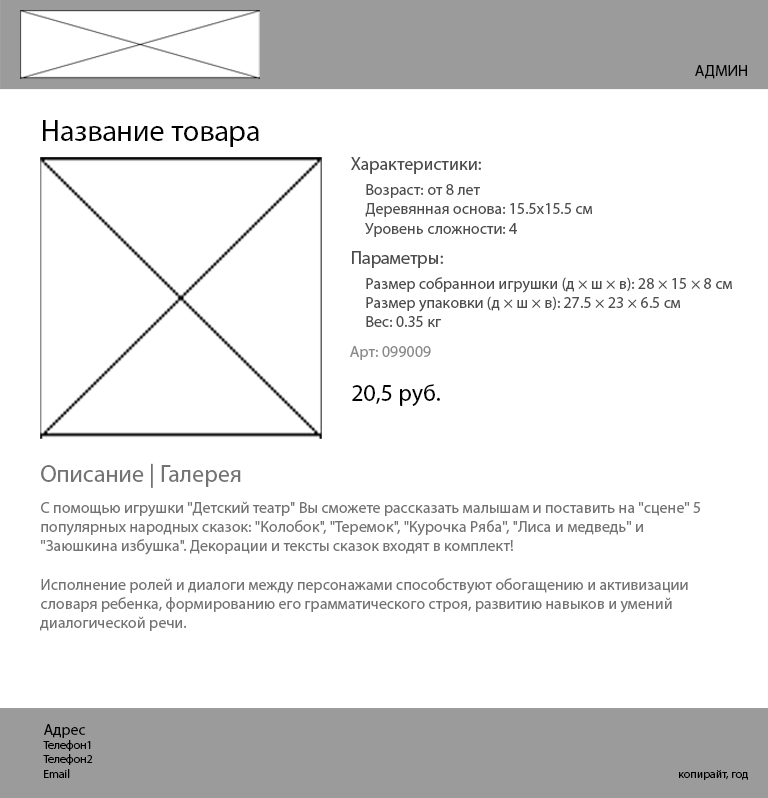 АДМИН
Название товара
Характеристики:
Возраст: от 8 лет
Деревянная основа: 15.5х15.5 см
Уровень сложности: 4
Параметры:
Размер собранной игрушки (д × ш × в): 28 × 15 × 8 см
Размер упаковки (д × ш × в): 27.5 × 23 × 6.5 см
Вес: 0.35 кг
Арт: 099009
20,5 руб.
Описание | Галерея
С помощью игрушки "Детский театр" Вы сможете рассказать малышам и поставить на "сцене" 5
популярных народных сказок: "Колобок", "Теремок", "Курочка Ряба", "Лиса и медведь" и
"Заюшкина избушка". Декорации и тексты сказок входят в комплект!
Исполнение ролей и диалоги между персонажами способствуют обогащению и активизации
словаря ребенка, формированию его грамматического строя, развитию навыков и умений
диалогической речи.
Адрес
Телефон1
Телефон2
Email
копирайт, год